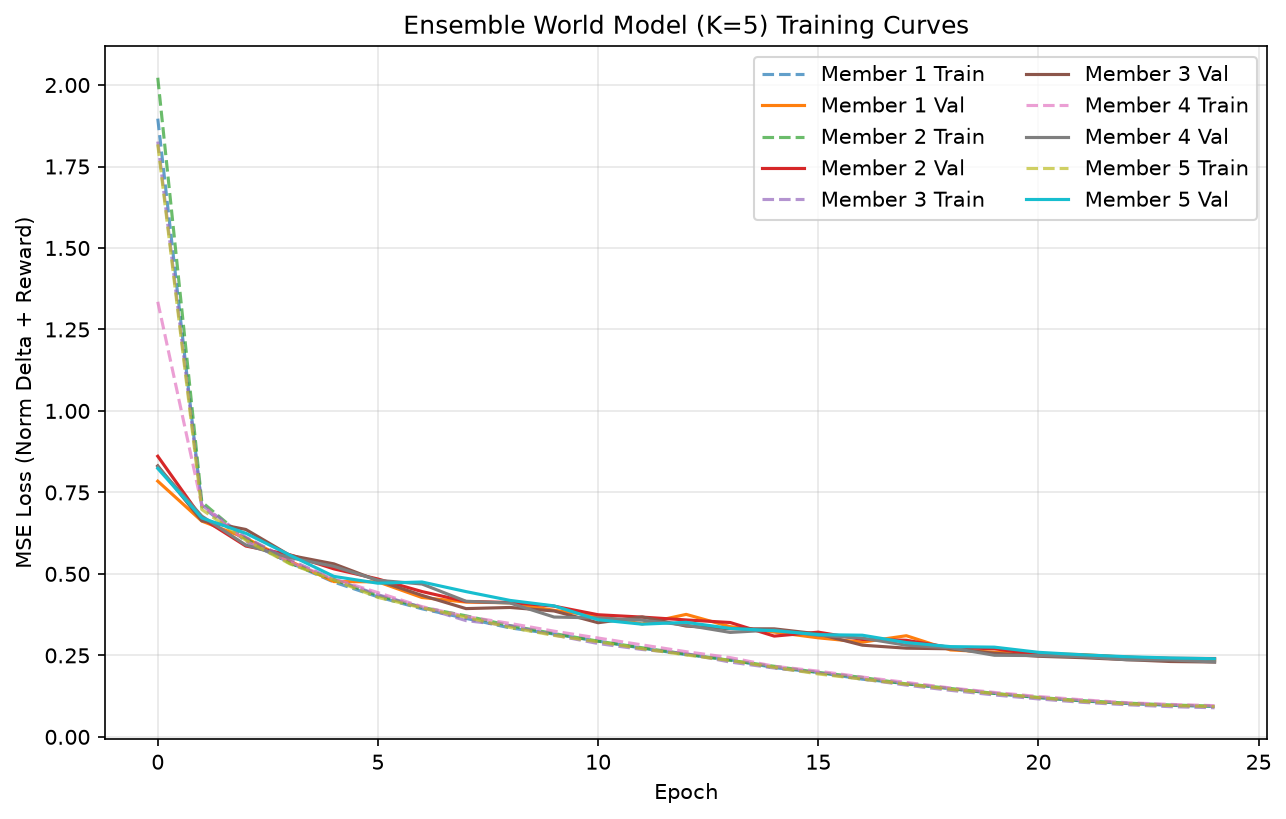 Ensemble World Model (K=5) Training Curves
MSE Loss (Norm Delta + Reward)
2.00
1.75
1.50
1.25
1.00
0.75
0.50
0.25
0.00
Member 1 Train
Member 1 Val
Member 2 Train
Member 2 Val
Member 3 Train
Member 3 Val
Member 4 Train
Member 4 Val
Member 5 Train
Member 5 Val
0 5 10 15 20 25
Epoch